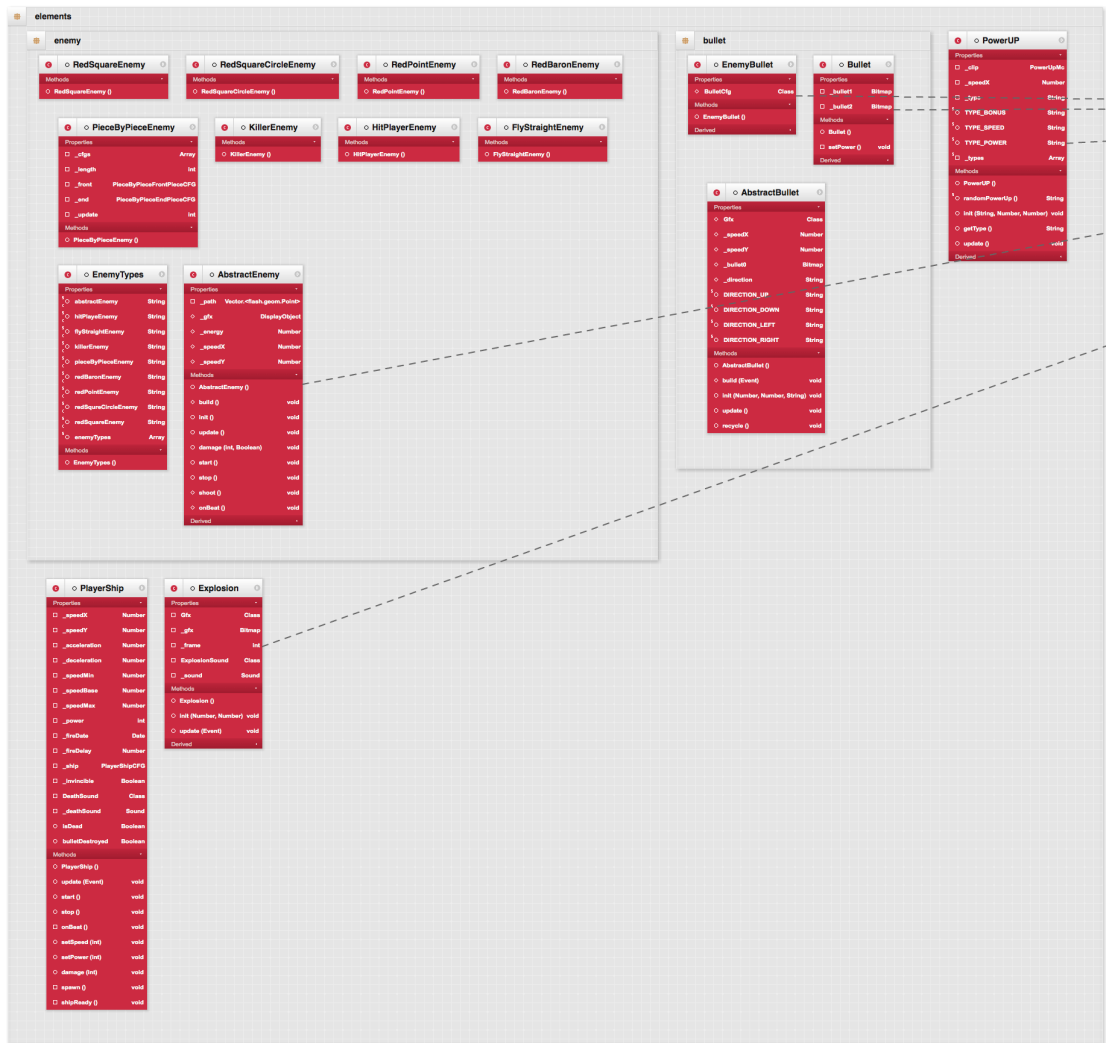 elements
enemy
RedSquareEnemy
Methods
RedSquareEnemy ()
RedSquareCircleEnemy
Methods
RedSquareCircleEnemy ()
RedPointEnemy
Methods
RedPointEnemy ()
RedBaronEnemy
Methods
RedBaronEnemy ()
PieceByPieceEnemy
Properties
_cfgs Array
_length int
_front PieceByPieceFrontPieceCFG
_end PieceByPieceEndPieceCFG
_update int
Methods
PieceByPieceEnemy ()
KillerEnemy
Methods
KillerEnemy ()
HitPlayerEnemy
Methods
HitPlayerEnemy ()
FlyStraightEnemy
Methods
FlyStraightEnemy ()
EnemyTypes
Properties
abstractEnemy String
hitPlayeEnemy String
flyStraightEnemy String
killerEnemy String
pieceByPieceEnemy String
redBaronEnemy String
redPointEnemy String
redSqureCircleEnemy String
redSquareEnemy String
enemyTypes Array
Methods
EnemyTypes ()
AbstractEnemy
Properties
_path Vector.<flash.geom.Point>
_gfx DisplayObject
_energy Number
_speedX Number
_speedY Number
Methods
AbstractEnemy ()
build () void
init () void
update () void
damage (int, Boolean) void
start () void
stop () void
shoot () void
onBeat () void
Derived
bullet
EnemyBullet
Properties
BulletCfg Class
Methods
EnemyBullet ()
Derived
Bullet
Properties
_bullet1 Bitmap
_bullet2 Bitmap
Methods
Bullet ()
setPower () void
Derived
AbstractBullet
Properties
Gfx Class
_speedX Number
_speedY Number
_bullet0 Bitmap
_direction String
DIRECTION_UP String
DIRECTION_DOWN String
DIRECTION_LEFT String
DIRECTION_RIGHT String
Methods
AbstractBullet ()
build (Event) void
init (Number, Number, String) void
update () void
recycle () void
PowerUP
Properties
_clip PowerUpMc
_speedX Number
_type String
TYPE_BONUS String
TYPE_SPEED String
TYPE_POWER String
_types Array
Methods
PowerUP ()
randomPowerUp () String
init (String, Number, Number) void
getType () String
update () void
Derived
PlayerShip
Properties
_speedX Number
_speedY Number
_acceleration Number
_deceleration Number
_speedMin Number
_speedBase Number
_speedMax Number
_power int
_fireDate Date
_fireDelay Number
_ship PlayerShipCFG
_invincible Boolean
DeathSound Class
_deathSound Sound
isDead Boolean
bulletDestroyed Boolean
Methods
PlayerShip ()
update (Event) void
start () void
stop () void
onBeat () void
setSpeed (int) void
setPower (int) void
damage (int) void
spawn () void
shipReady () void
Explosion
Properties
Gfx Class
_gfx Bitmap
_frame int
ExplosionSound Class
_sound Sound
Methods
Explosion ()
init (Number, Number) void
update (Event) void
Derived